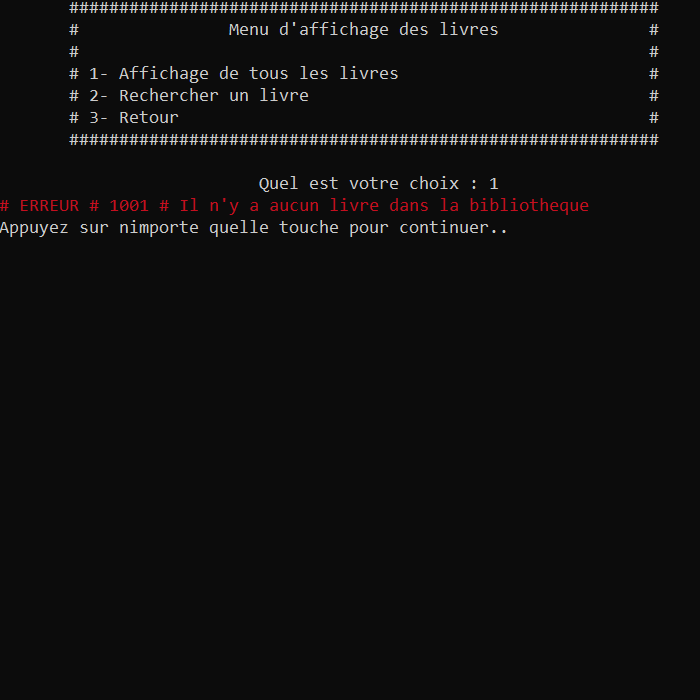 ###########################################################
# Menu d'affichage des livres #
# #
# 1- Affichage de tous les livres #
# 2- Rechercher un livre #
# 3- Retour #
###########################################################
Quel est votre choix : 1
# ERREUR # 1001 # Il n'y a aucun livre dans la bibliotheque
Appuyez sur nimporte quelle touche pour continuer..